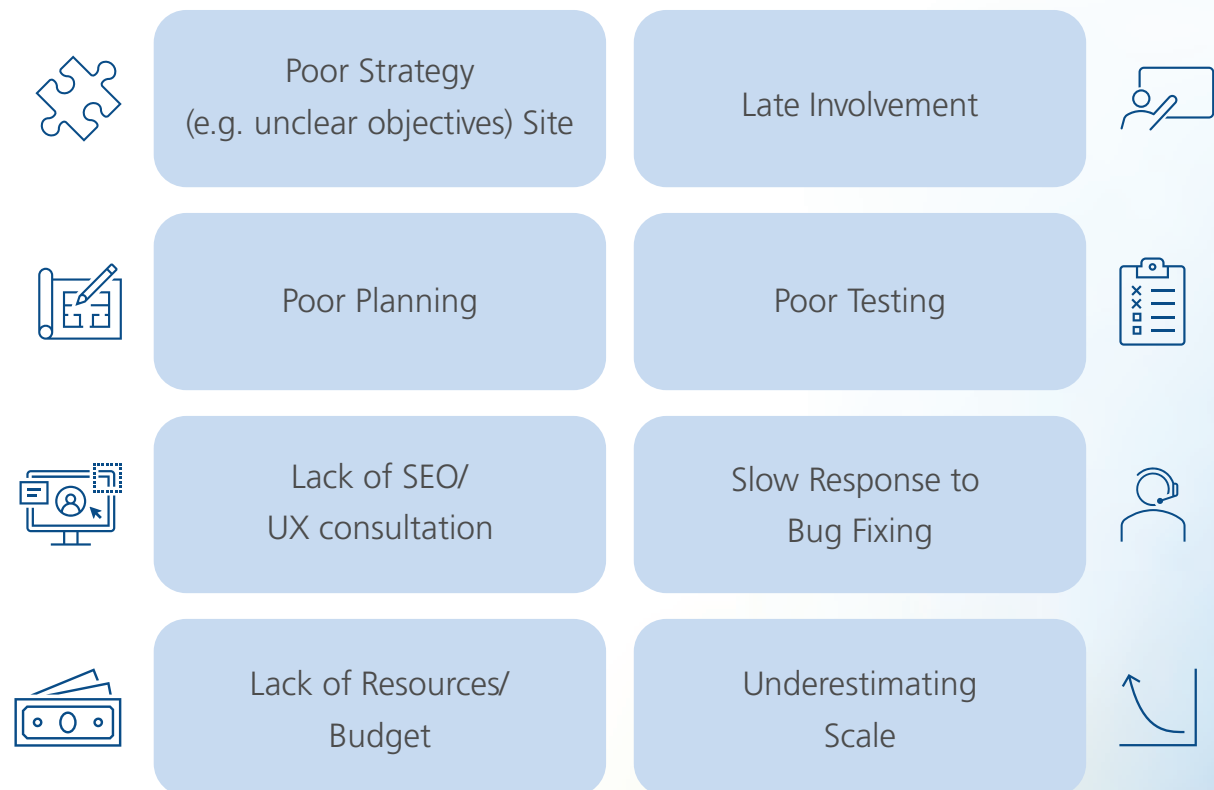 Poor Strategy
(e.g. unclear objectives) Site
Late Involvement
Poor Planning
Poor Testing
Lack of SEO/
UX consultation
Slow Response to
Bug Fixing
Lack of Resources/
Budget
Underestimating
Scale